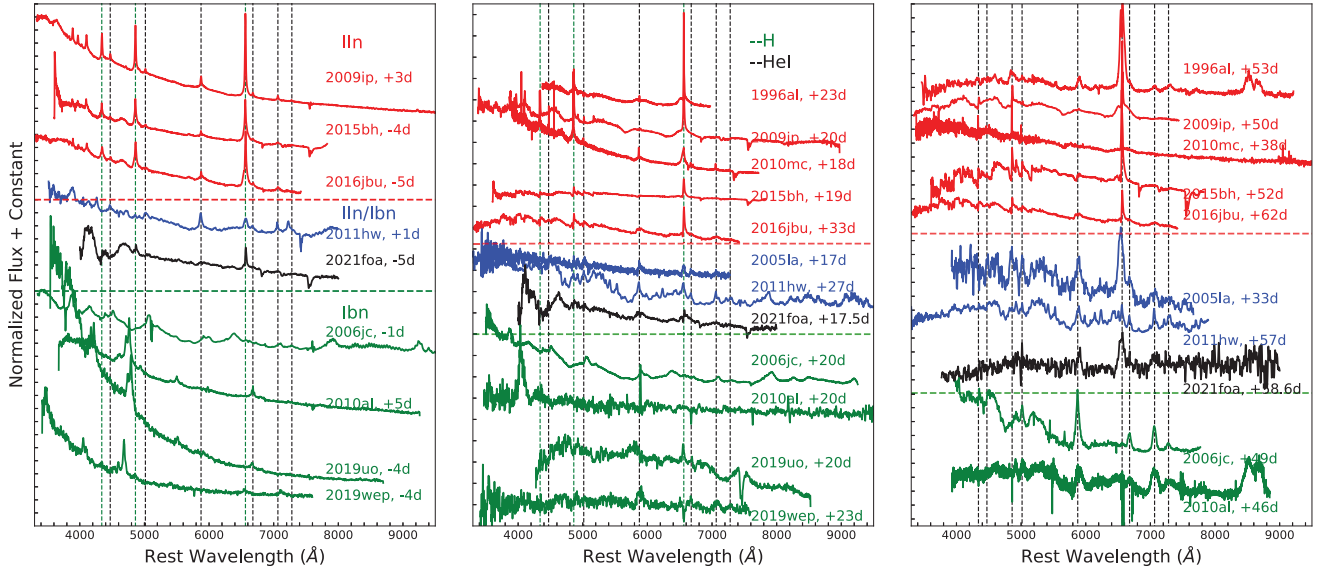 Normalized Flux + Constant
IIn
2009ip, +3d
2015bh, -4d
2016jbu, -5d
IIn/Ibn
2011hw, +1d
2021foa, -5d
Ibn
2006jc, -1d
2010al, +5d
2019uo, -4d
2019wep, -4d
4000 5000 6000 7000 8000 9000
Rest Wavelength (Å)
--H
--HeI
1996al, +23d
2009ip, +20d
2010mc, +18d
2015bh, +19d
2016jbu, +33d
2005la, +17d
2011hw, +27d
2021foa, +17.5d
2006jc, +20d
2010al, +20d
2019uo, +20d
2019wep, +23d
4000 5000 6000 7000 8000 9000
Rest Wavelength (Å)
1996al, +53d
2009ip, +50d
2010mc, +38d
2015bh, +52d
2016jbu, +62d
2005la, +33d
2011hw, +57d
2021foa, +38.6d
2006jc, +49d
2010al, +46d
4000 5000 6000 7000 8000 9000
Rest Wavelength (Å)